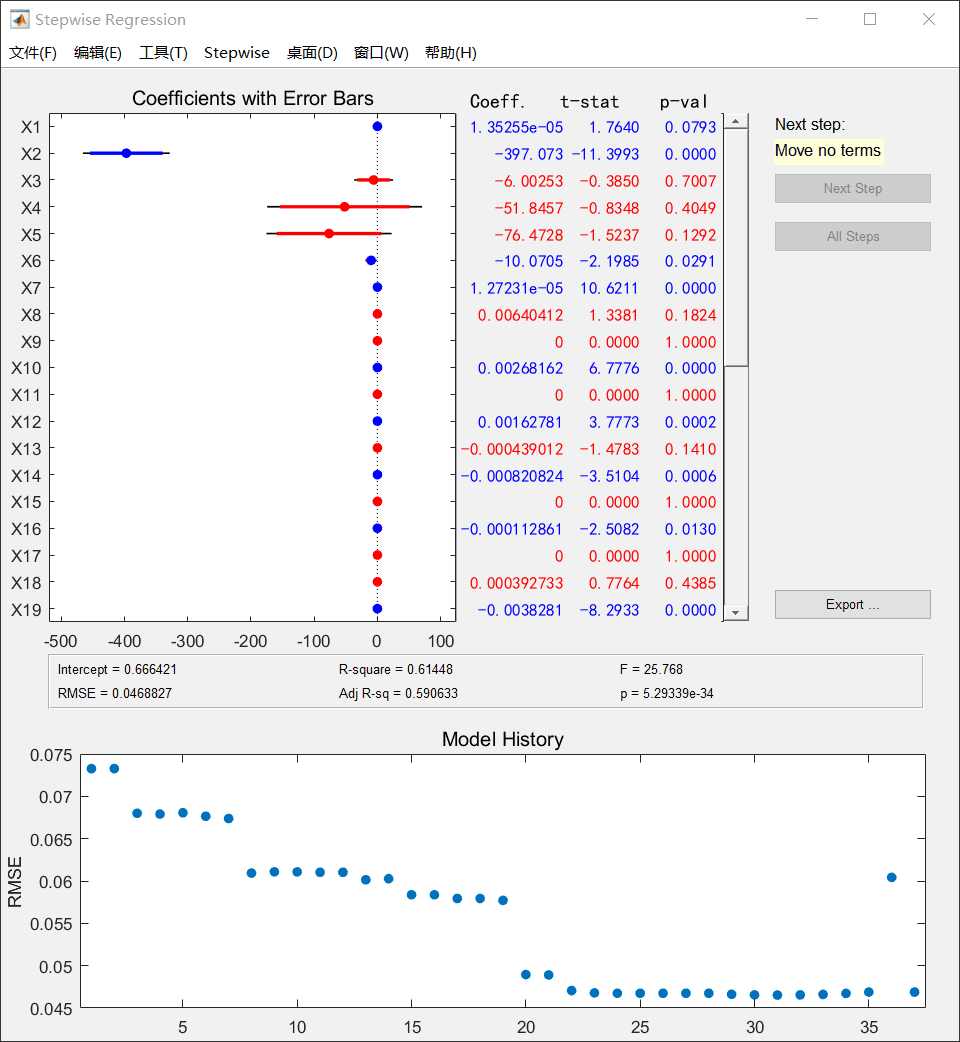 Stepwise Regression
文件(F) 编辑(E) 工具(T) Stepwise 桌面(D) 窗口(W) 帮助(H)
Coefficients with Error Bars Coeff. t-stat p-val
X1 1.35255e-05 1.7640 0.0793
X2 -397.073 -11.3993 0.0000
X3 -6.00253 -0.3850 0.7007
X4 -51.8457 -0.8348 0.4049
X5 -76.4728 -1.5237 0.1292
X6 -10.0705 -2.1985 0.0291
X7 1.27231e-05 10.6211 0.0000
X8 0.00640412 1.3381 0.1824
X9 0 0.0000 1.0000
X10 0.00268162 6.7776 0.0000
X11 0 0.0000 1.0000
X12 0.00162781 3.7773 0.0002
X13 -0.000439012 -1.4783 0.1410
X14 -0.000820824 -3.5104 0.0006
X15 0 0.0000 1.0000
X16 -0.000112861 -2.5082 0.0130
X17 0 0.0000 1.0000
X18 0.000392733 0.7764 0.4385
X19 -0.0038281 -8.2933 0.0000
-500 -400 -300 -200 -100 0 100
Next step:
Move no terms
Next Step
All Steps
Export ...
Intercept = 0.666421 R-square = 0.61448 F = 25.768
RMSE = 0.0468827 Adj R-sq = 0.590633 p = 5.29339e-34
Model History
RMSE
0.075
0.07
0.065
0.06
0.055
0.05
0.045
5 10 15 20 25 30 35